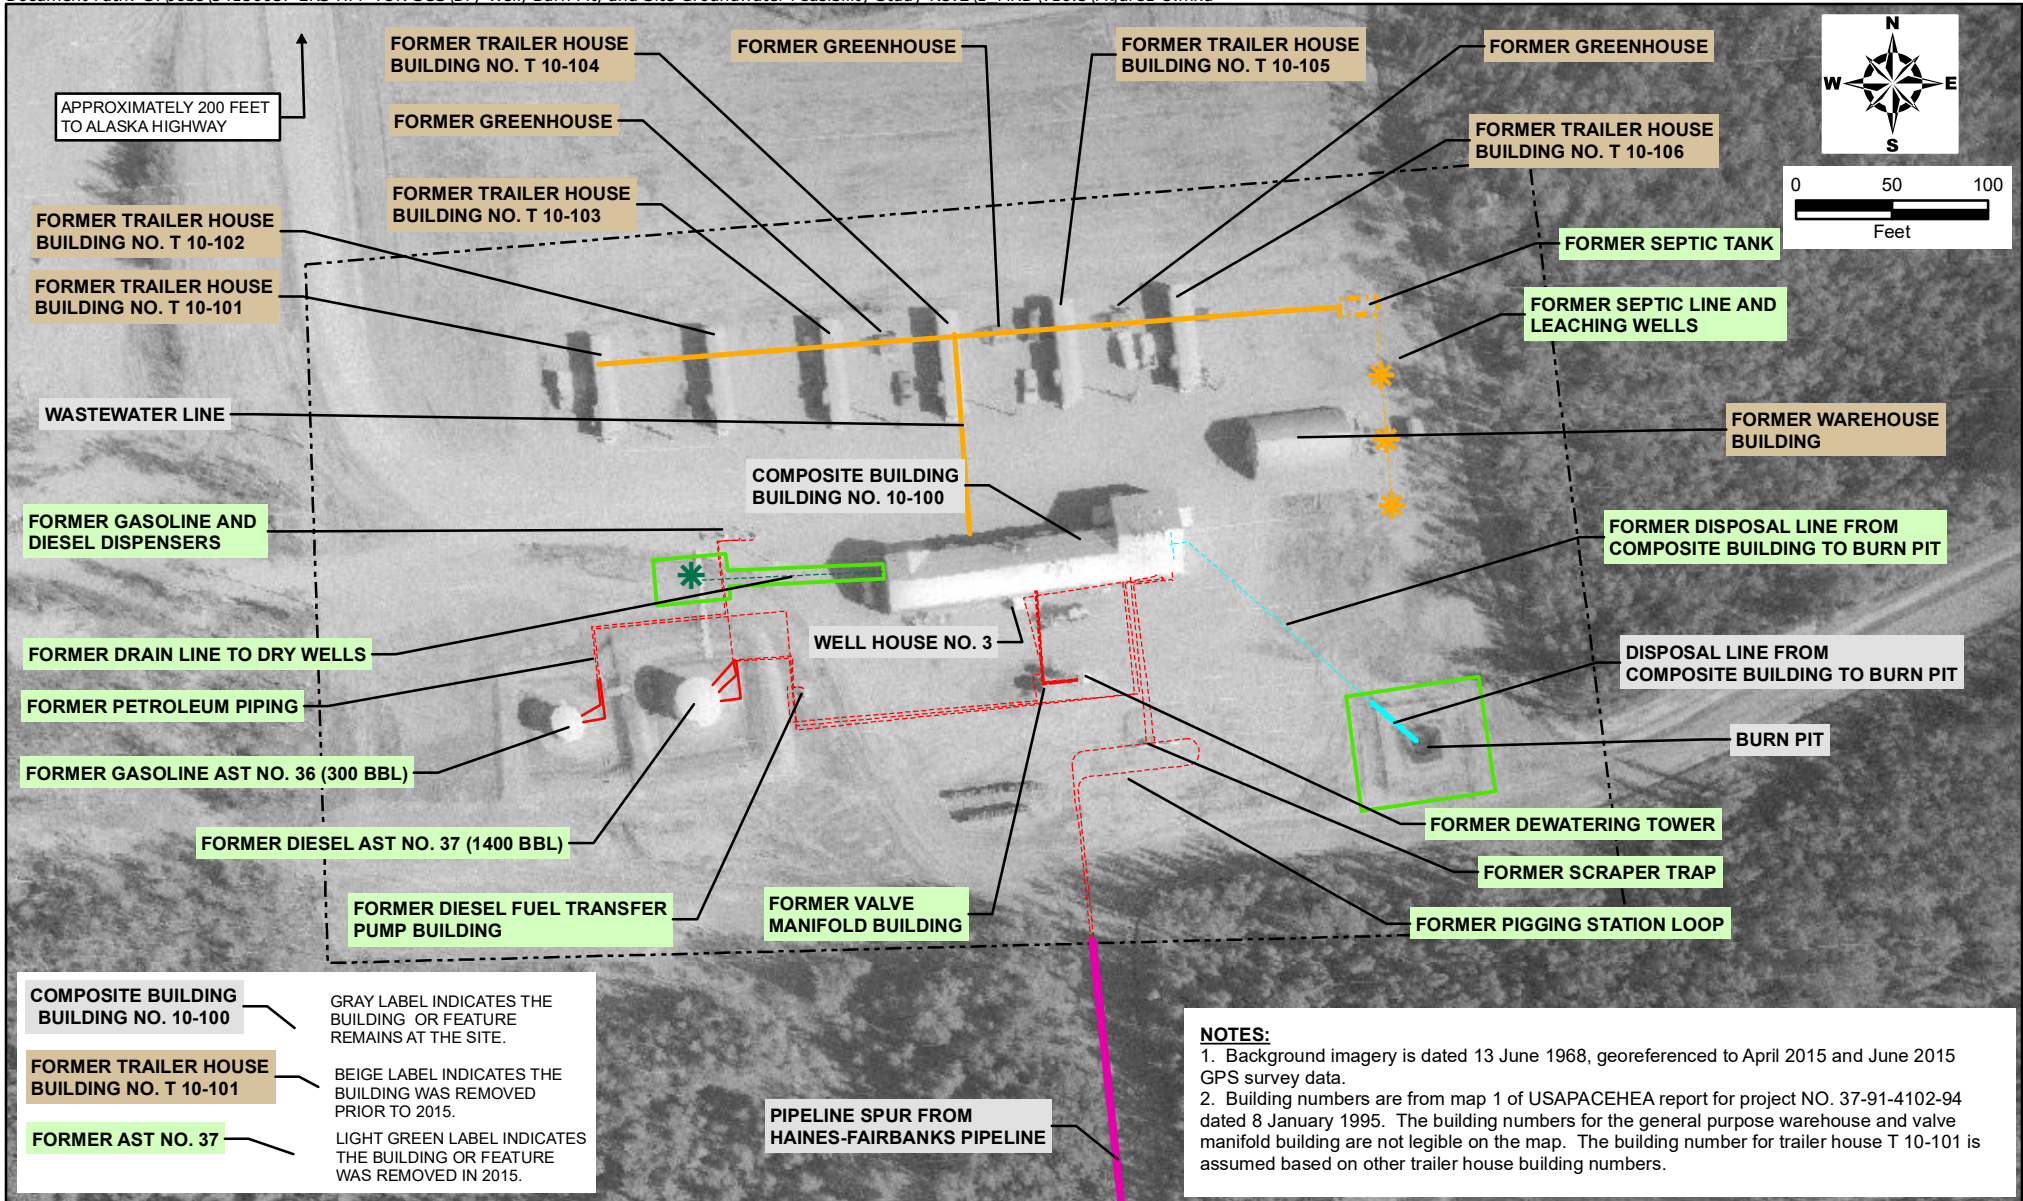 FORMER TRAILER HOUSE
BUILDING NO. T 10-104
FORMER GREENHOUSE
FORMER TRAILER HOUSE
BUILDING NO. T 10-105
FORMER GREENHOUSE
N
W
E
S
APPROXIMATELY 200 FEET
TO ALASKA HIGHWAY
FORMER GREENHOUSE
FORMER TRAILER HOUSE
BUILDING NO. T 10-106
0 50 100
Feet
FORMER TRAILER HOUSE
BUILDING NO. T 10-103
FORMER TRAILER HOUSE
BUILDING NO. T 10-102
FORMER SEPTIC TANK
FORMER TRAILER HOUSE
BUILDING NO. T 10-101
FORMER SEPTIC LINE AND
LEACHING WELLS
WASTEWATER LINE
FORMER WAREHOUSE
BUILDING
COMPOSITE BUILDING
BUILDING NO. 10-100
FORMER GASOLINE AND
DIESEL DISPENSERS
FORMER DISPOSAL LINE FROM
COMPOSITE BUILDING TO BURN PIT
FORMER DRAIN LINE TO DRY WELLS
WELL HOUSE NO. 3
DISPOSAL LINE FROM
COMPOSITE BUILDING TO BURN PIT
FORMER PETROLEUM PIPING
BURN PIT
FORMER GASOLINE AST NO. 36 (300 BBL)
FORMER DEWATERING TOWER
FORMER DIESEL AST NO. 37 (1400 BBL)
FORMER SCRAPER TRAP
FORMER DIESEL FUEL TRANSFER
PUMP BUILDING
FORMER VALVE
MANIFOLD BUILDING
FORMER PIGGING STATION LOOP
COMPOSITE BUILDING
BUILDING NO. 10-100
GRAY LABEL INDICATES THE
BUILDING OR FEATURE
REMAINS AT THE SITE.
FORMER TRAILER HOUSE
BUILDING NO. T 10-101
BEIGE LABEL INDICATES THE
BUILDING WAS REMOVED
PRIOR TO 2015.
FORMER AST NO. 37
LIGHT GREEN LABEL INDICATES
THE BUILDING OR FEATURE
WAS REMOVED IN 2015.
PIPELINE SPUR FROM
HAINES-FAIRBANKS PIPELINE
NOTES:
1. Background imagery is dated 13 June 1968, georeferenced to April 2015 and June 2015
GPS survey data.
2. Building numbers are from map 1 of USAPACEHEA report for project NO. 37-91-4102-94
dated 8 January 1995. The building numbers for the general purpose warehouse and valve
manifold building are not legible on the map. The building number for trailer house T 10-101 is
assumed based on other trailer house building numbers.